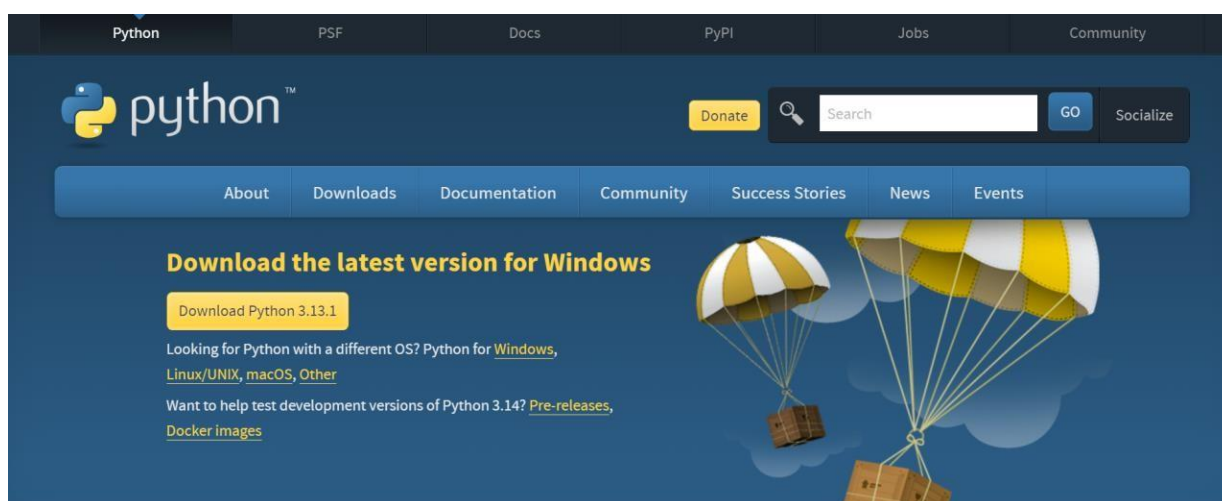 Python PSF Docs PyPI Jobs Community
python™
Donate Search GO Socialize
About Downloads Documentation Community Success Stories News Events
Download the latest version for Windows
Download Python 3.13.1
Looking for Python with a different OS? Python for Windows,
Linux/UNIX, macOS, Other
Want to help test development versions of Python 3.14? Pre-releases,
Docker images